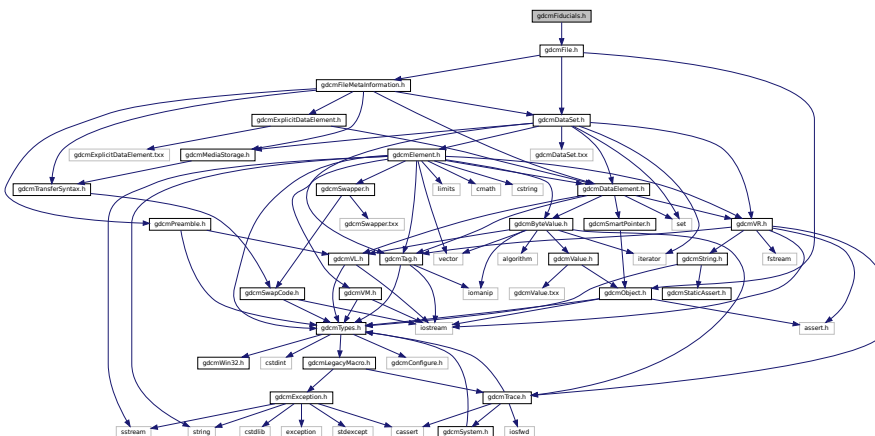 gdcmFiducials.h
gdcmFile.h
gdcmFileMetaInformation.h
gdcmExplicitDataElement.h
gdcmDataSet.h
gdcmExplicitDataElement.txx
gdcmMediaStorage.h
gdcmElement.h
gdcmDataSet.txx
gdcmTransferSyntax.h
gdcmSwapper.h
limits
cmath
cstring
gdcmDataElement.h
gdcmPreamble.h
gdcmSwapper.txx
gdcmByteValue.h
gdcmSmartPointer.h
set
gdcmVR.h
gdcmVL.h
gdcmTag.h
vector
algorithm
gdcmValue.h
iterator
gdcmString.h
fstream
gdcmSwapCode.h
gdcmVM.h
iomanip
gdcmValue.txx
gdcmObject.h
gdcmStaticAssert.h
gdcmTypes.h
iostream
assert.h
gdcmWin32.h
cstdint
gdcmLegacyMacro.h
gdcmConfigure.h
gdcmException.h
gdcmTrace.h
sstream
string
cstdlib
exception
stdexcept
cassert
gdcmSystem.h
iosfwd